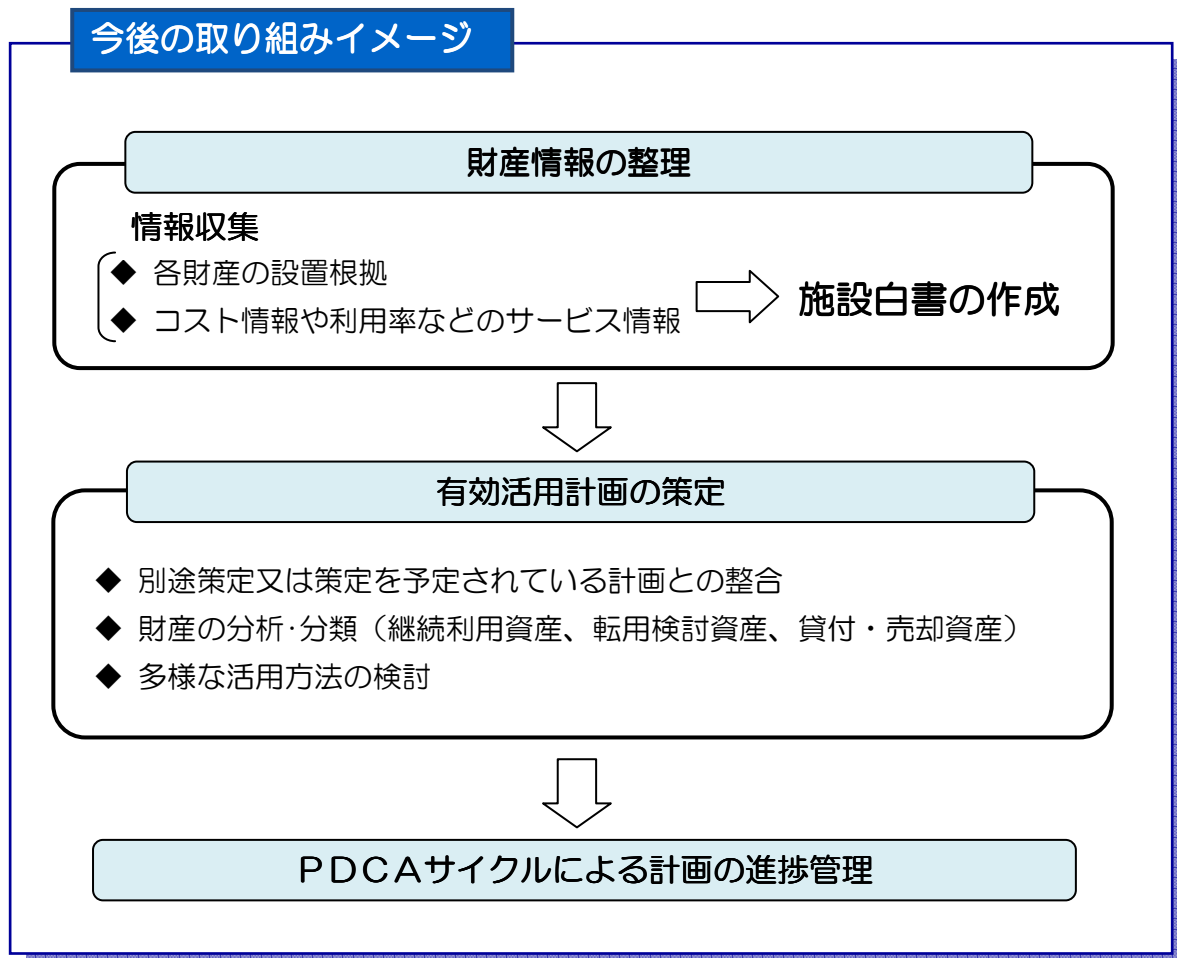 今後の取り組みイメージ
財産情報の整理
情報収集
◆ 各財産の設置根拠
◆ コスト情報や利用率などのサービス情報
施設白書の作成
有効活用計画の策定
◆ 別途策定又は策定を予定されている計画との整合
◆ 財産の分析･分類（継続利用資産、転用検討資産、貸付・売却資産）
◆ 多様な活用方法の検討
ＰＤＣＡサイクルによる計画の進捗管理